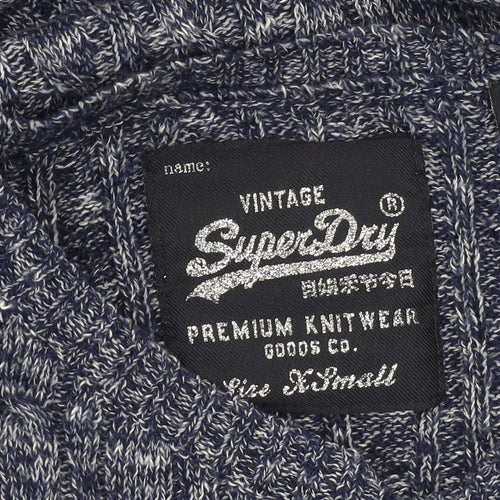 name:
VINTAGE
SuperDry®
PREMIUM KNITWEAR
GOODS CO.
Size XSmall